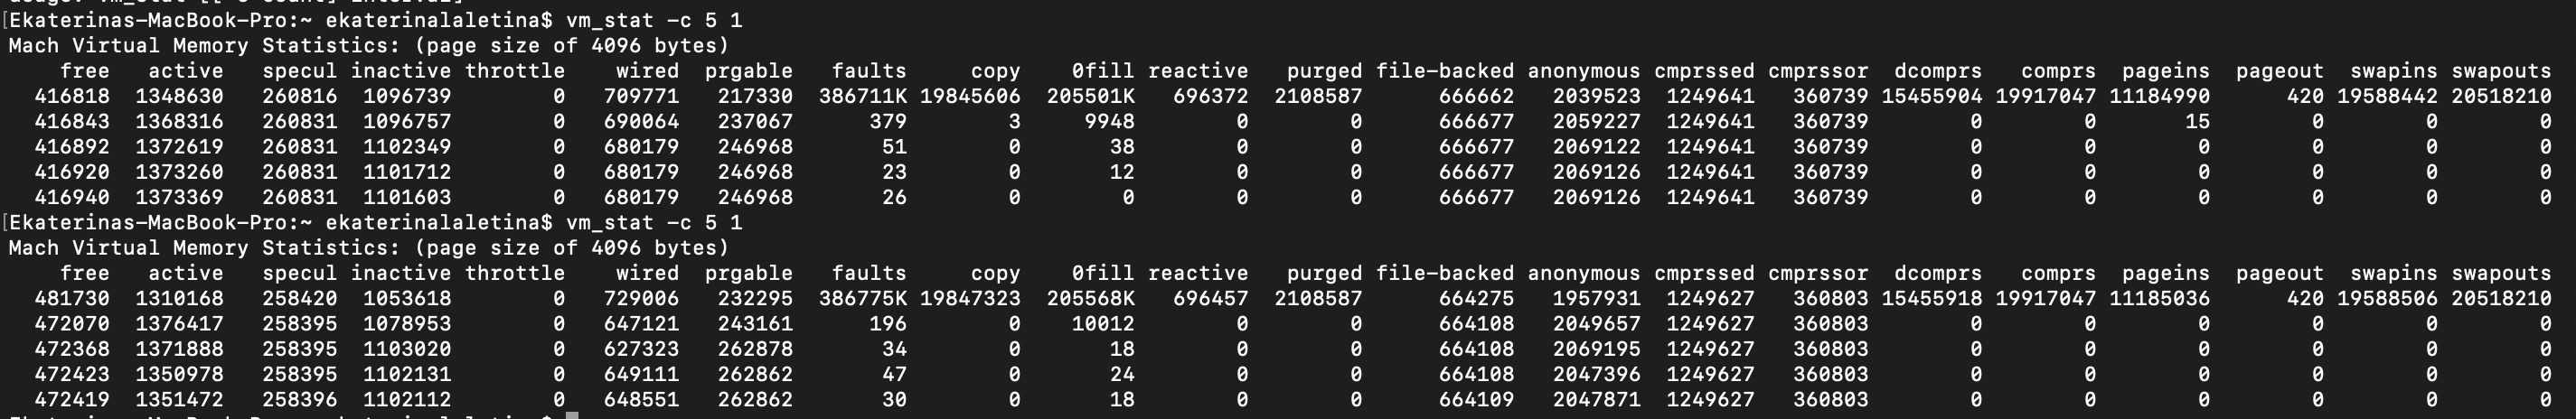 [Ekaterinas-MacBook-Pro:~ ekaterinalaletina$ vm_stat -c 5 1
Mach Virtual Memory Statistics: (page size of 4096 bytes)
free active specul inactive throttle wired prgable faults copy 0fill reactive purged file-backed anonymous cmprssed cmprssor dcomprs comprs pageins pageout swapins swapouts
416818 1348630 260816 1096739 0 709771 217330 386711K 19845606 205501K 696372 2108587 666662 2039523 1249641 360739 15455904 19917047 11184990 420 19588442 20518210
416843 1368316 260831 1096757 0 690064 237067 379 3 9948 0 0 666677 2059227 1249641 360739 0 0 15 0 0 0
416892 1372619 260831 1102349 0 680179 246968 51 0 38 0 0 666677 2069122 1249641 360739 0 0 0 0 0 0
416920 1373260 260831 1101712 0 680179 246968 23 0 12 0 0 666677 2069126 1249641 360739 0 0 0 0 0 0
416940 1373369 260831 1101603 0 680179 246968 26 0 0 0 0 666677 2069126 1249641 360739 0 0 0 0 0 0
[Ekaterinas-MacBook-Pro:~ ekaterinalaletina$ vm_stat -c 5 1
Mach Virtual Memory Statistics: (page size of 4096 bytes)
free active specul inactive throttle wired prgable faults copy 0fill reactive purged file-backed anonymous cmprssed cmprssor dcomprs comprs pageins pageout swapins swapouts
481730 1310168 258420 1053618 0 729006 232295 386775K 19847323 205568K 696457 2108587 664275 1957931 1249627 360803 15455918 19917047 11185036 420 19588506 20518210
472070 1376417 258395 1078953 0 647121 243161 196 0 10012 0 0 664108 2049657 1249627 360803 0 0 0 0 0 0
472368 1371888 258395 1103020 0 627323 262878 34 0 18 0 0 664108 2069195 1249627 360803 0 0 0 0 0 0
472423 1350978 258395 1102131 0 649111 262862 47 0 24 0 0 664108 2047396 1249627 360803 0 0 0 0 0 0
472419 1351472 258396 1102112 0 648551 262862 30 0 18 0 0 664109 2047871 1249627 360803 0 0 0 0 0 0